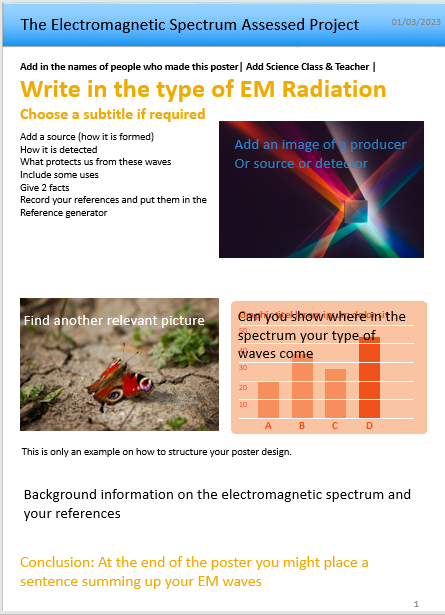 The Electromagnetic Spectrum Assessed Project
01/03/2023
Add in the names of people who made this poster| Add Science Class & Teacher |
Write in the type of EM Radiation
Choose a subtitle if required
Add a source (how it is formed)
How it is detected
What protects us from these waves
Include some uses
Give 2 facts
Record your references and put them in the
Reference generator
Add an image of a producer
Or source or detector
Find another relevant picture
Can you show where in the
spectrum your type of
waves come
30
20
10
A B C D
This is only an example on how to structure your poster design.
Background information on the electromagnetic spectrum and
your references
Conclusion: At the end of the poster you might place a
sentence summing up your EM waves
1